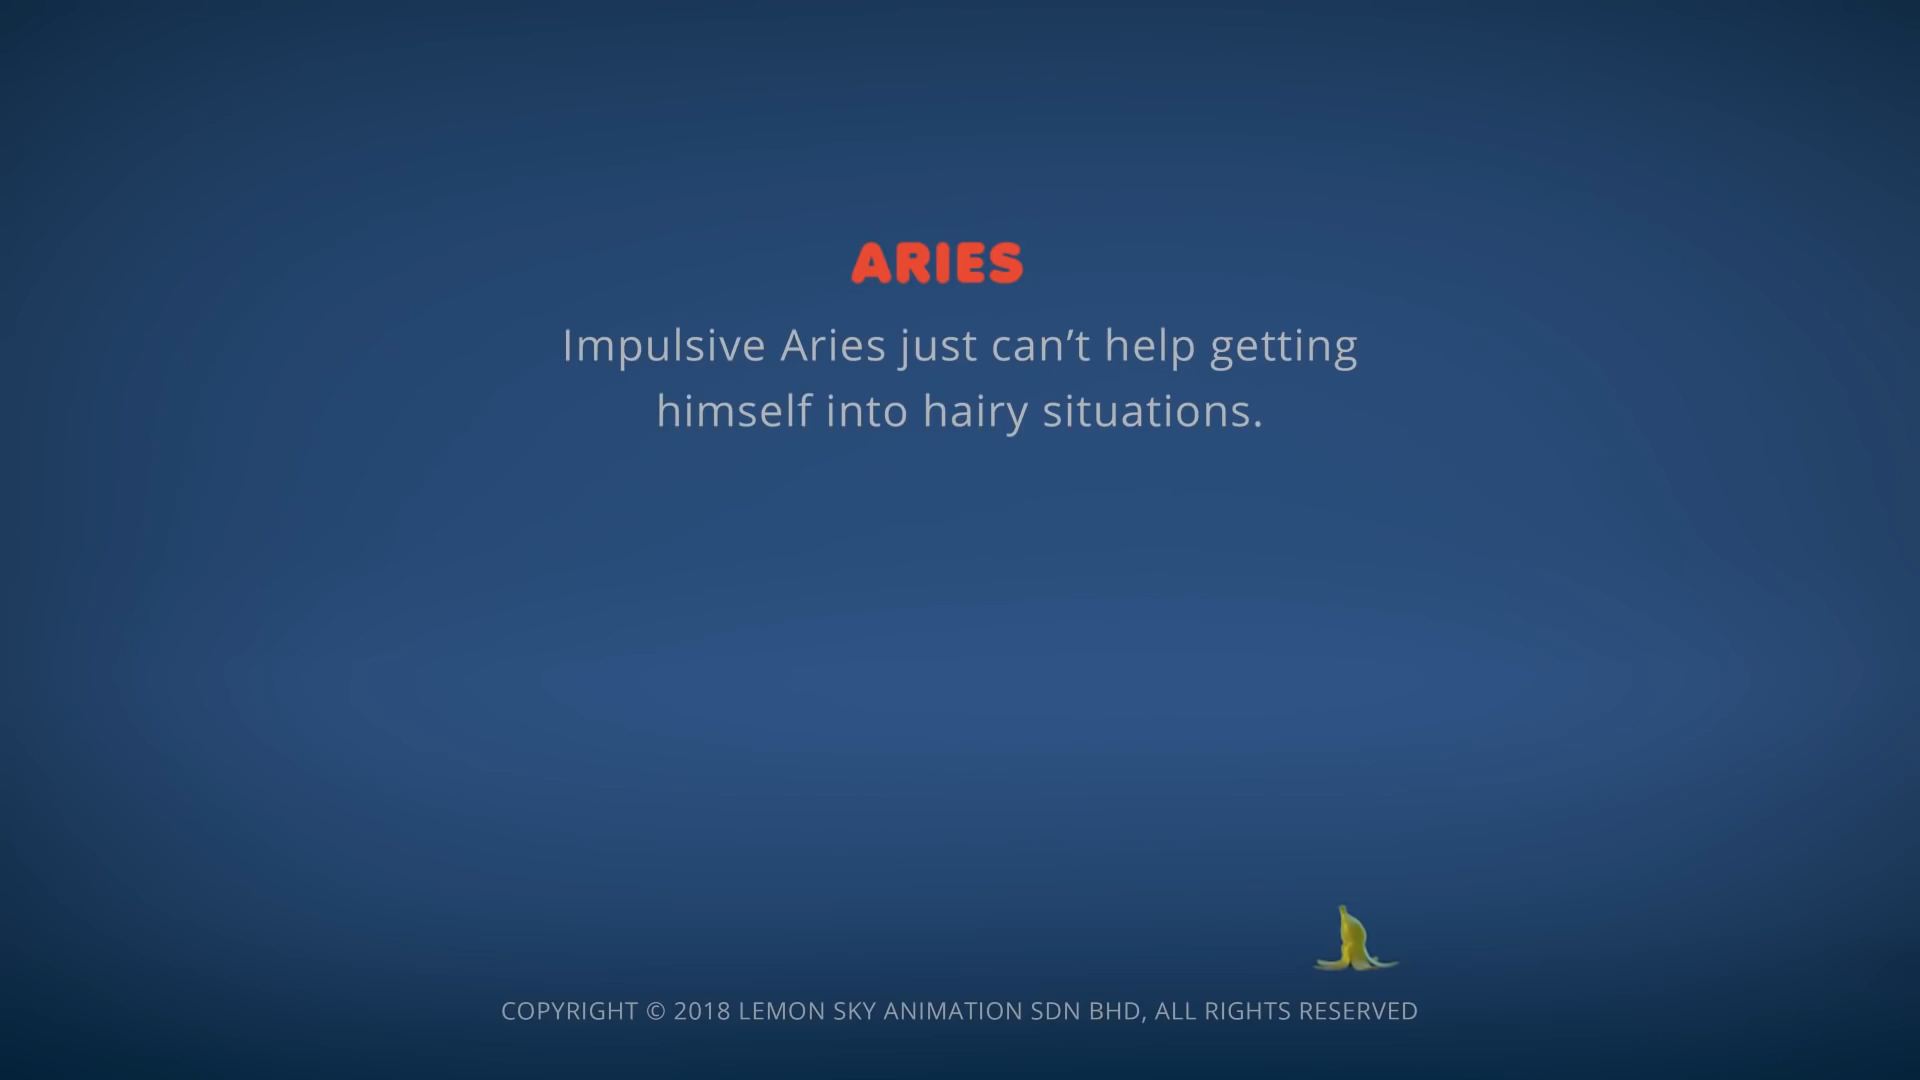 ARIES
Impulsive Aries just can’t help getting
himself into hairy situations.
COPYRIGHT © 2018 LEMON SKY ANIMATION SDN BHD, ALL RIGHTS RESERVED